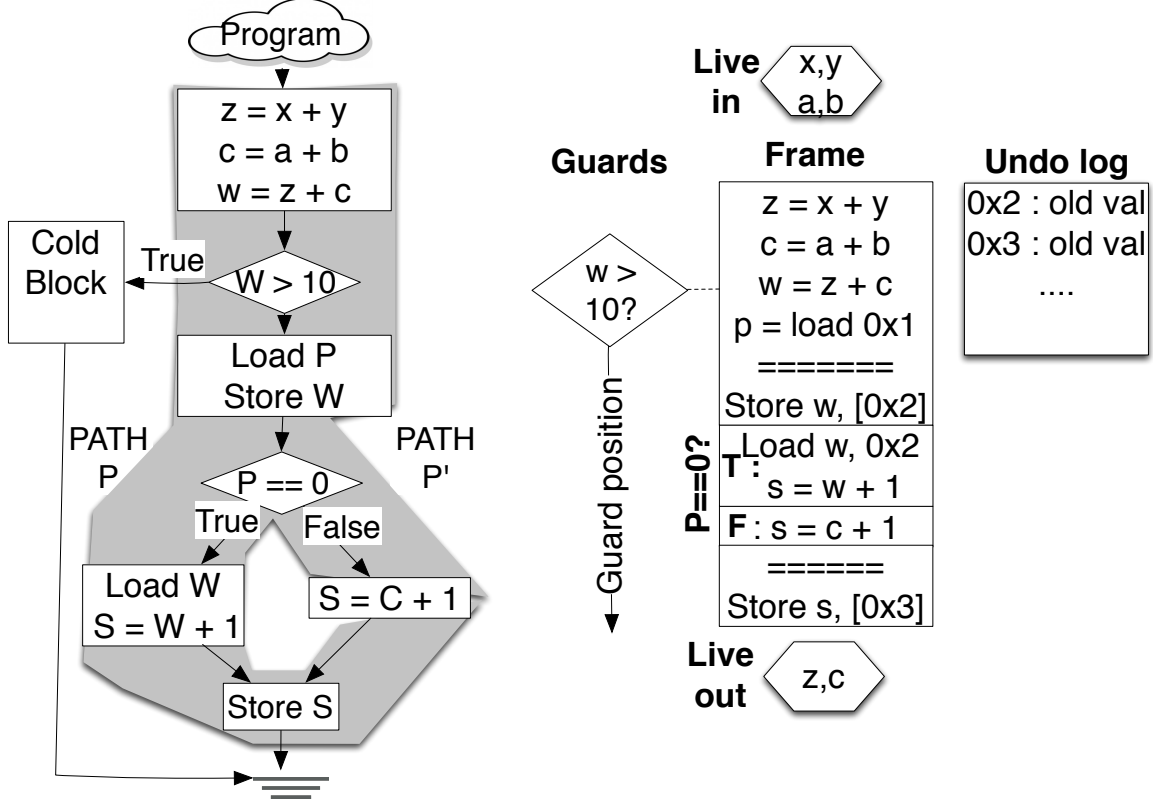 Program
z = x + y
c = a + b
w = z + c
Cold
Block
True
W > 10
Load P
Store W
PATH
P
PATH
P'
P == 0
True
False
Load W
S = W + 1
S = C + 1
Store S
Live
in
x,y
a,b
Guards
Frame
Undo log
w >
10?
Guard position
z = x + y
c = a + b
w = z + c
p = load 0x1
=======
Store w, [0x2]
P==0?
T :
Load w, 0x2
s = w + 1
F : s = c + 1
======
Store s, [0x3]
0x2 : old val
0x3 : old val
....
Live
out
z,c